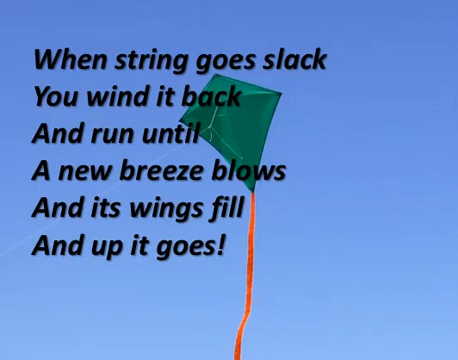 When string goes slack
You wind it back
And run until
A new breeze blows
And its wings fill
And up it goes!